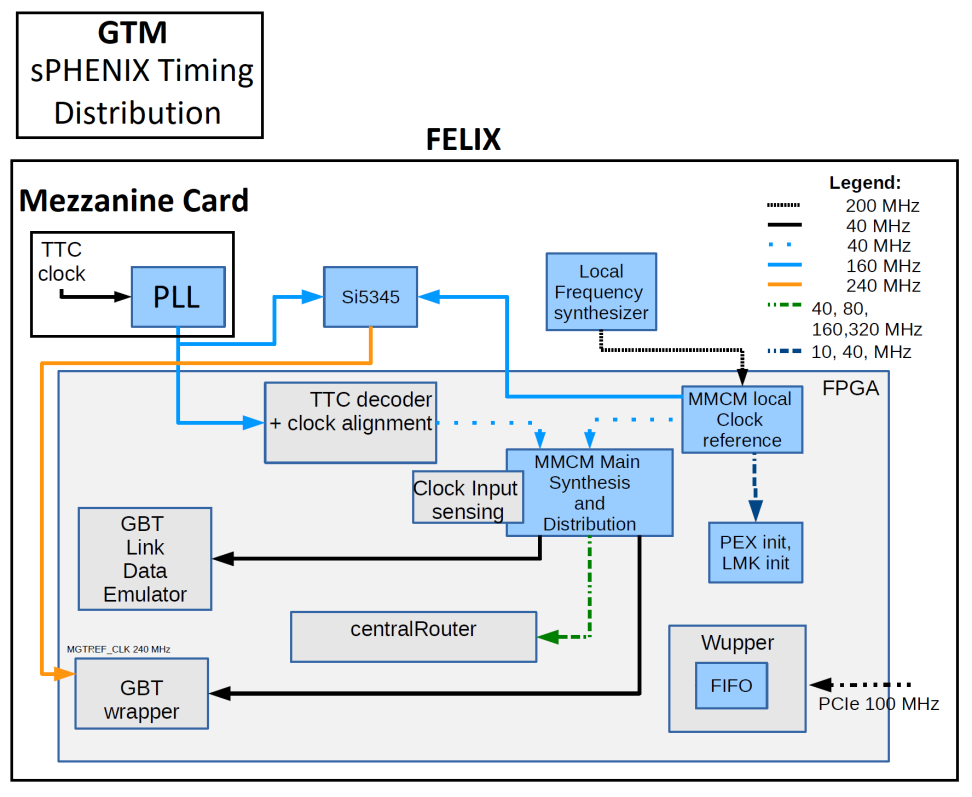 GTM
sPHENIX Timing
Distribution
FELIX
Mezzanine Card
TTC
clock
PLL
Si5345
Local
Frequency
synthesizer
Legend:
200 MHz
40 MHz
40 MHz
160 MHz
240 MHz
40, 80,
160,320 MHz
10, 40, MHz
FPGA
TTC decoder
+ clock alignment
MMCM local
Clock
reference
MMCM Main
Synthesis
and
Distribution
Clock Input
sensing
GBT
Link
Data
Emulator
PEX init,
LMK init
centralRouter
MGTREF_CLK 240 MHz
GBT
wrapper
Wupper
FIFO
PCIe 100 MHz